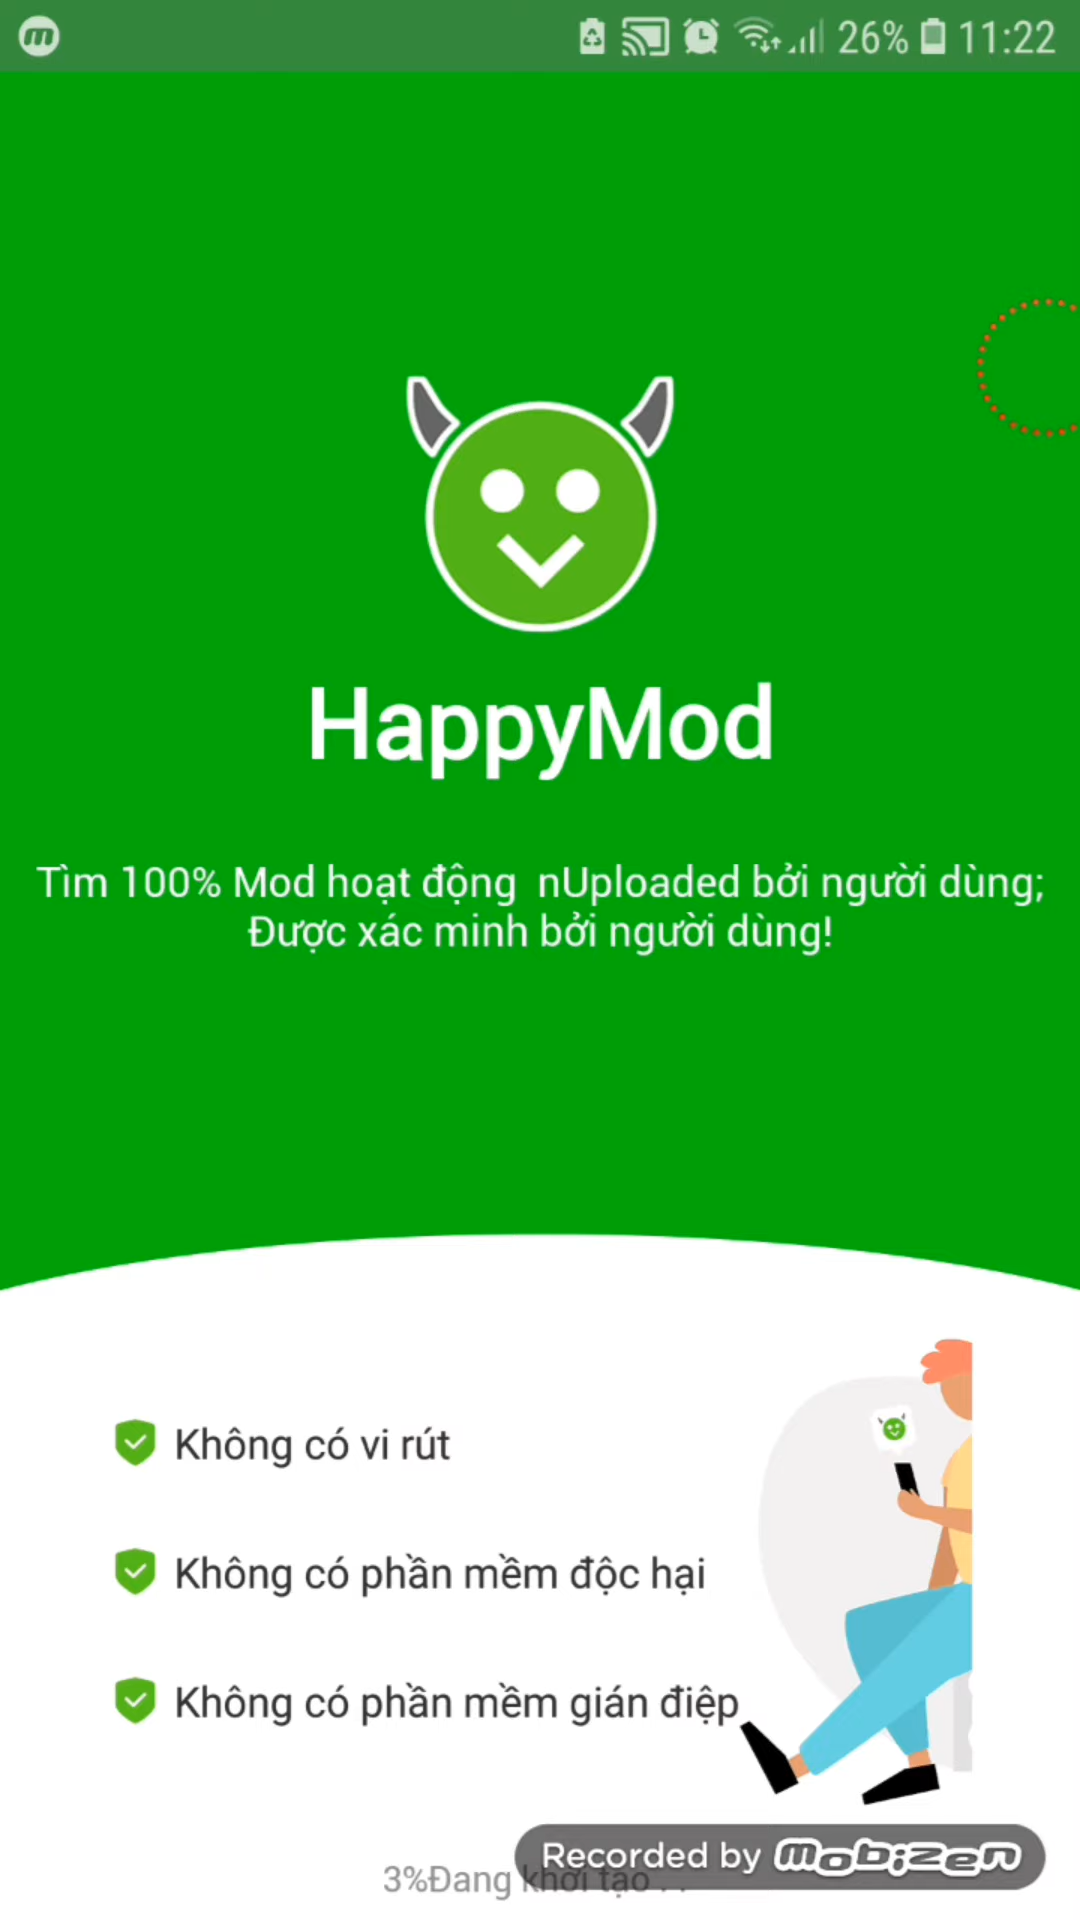 26% 11:22
HappyMod
Tìm 100% Mod hoạt động nUploaded bởi người dùng;
Được xác minh bởi người dùng!
Không có vi rút
Không có phần mềm độc hại
Không có phần mềm gián điệp
Recorded by mobizen
3%Đang khởi tạo . .